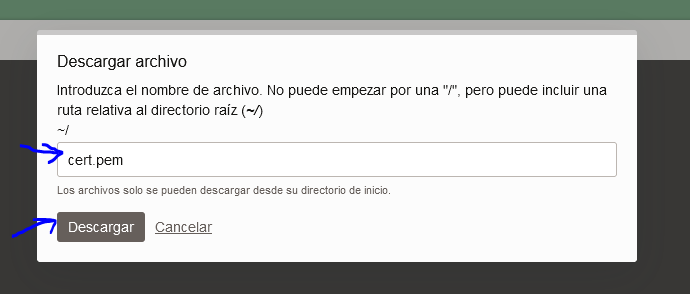 Descargar archivo
Introduzca el nombre de archivo. No puede empezar por una "/", pero puede incluir una
ruta relativa al directorio raíz (~/)
~/
cert.pem
Los archivos solo se pueden descargar desde su directorio de inicio.
Descargar Cancelar